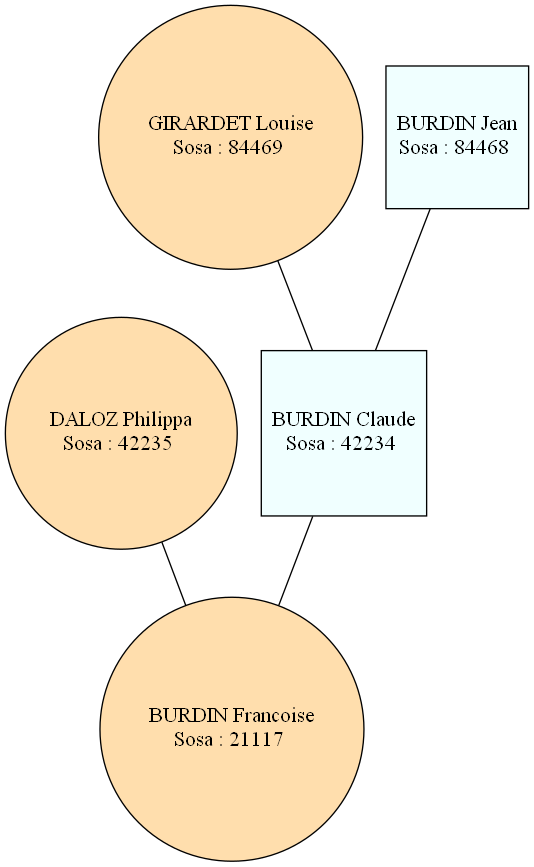 GIRARDET Louise
Sosa : 84469
BURDIN Jean
Sosa : 84468
DALOZ Philippa
Sosa : 42235
BURDIN Claude
Sosa : 42234
BURDIN Francoise
Sosa : 21117